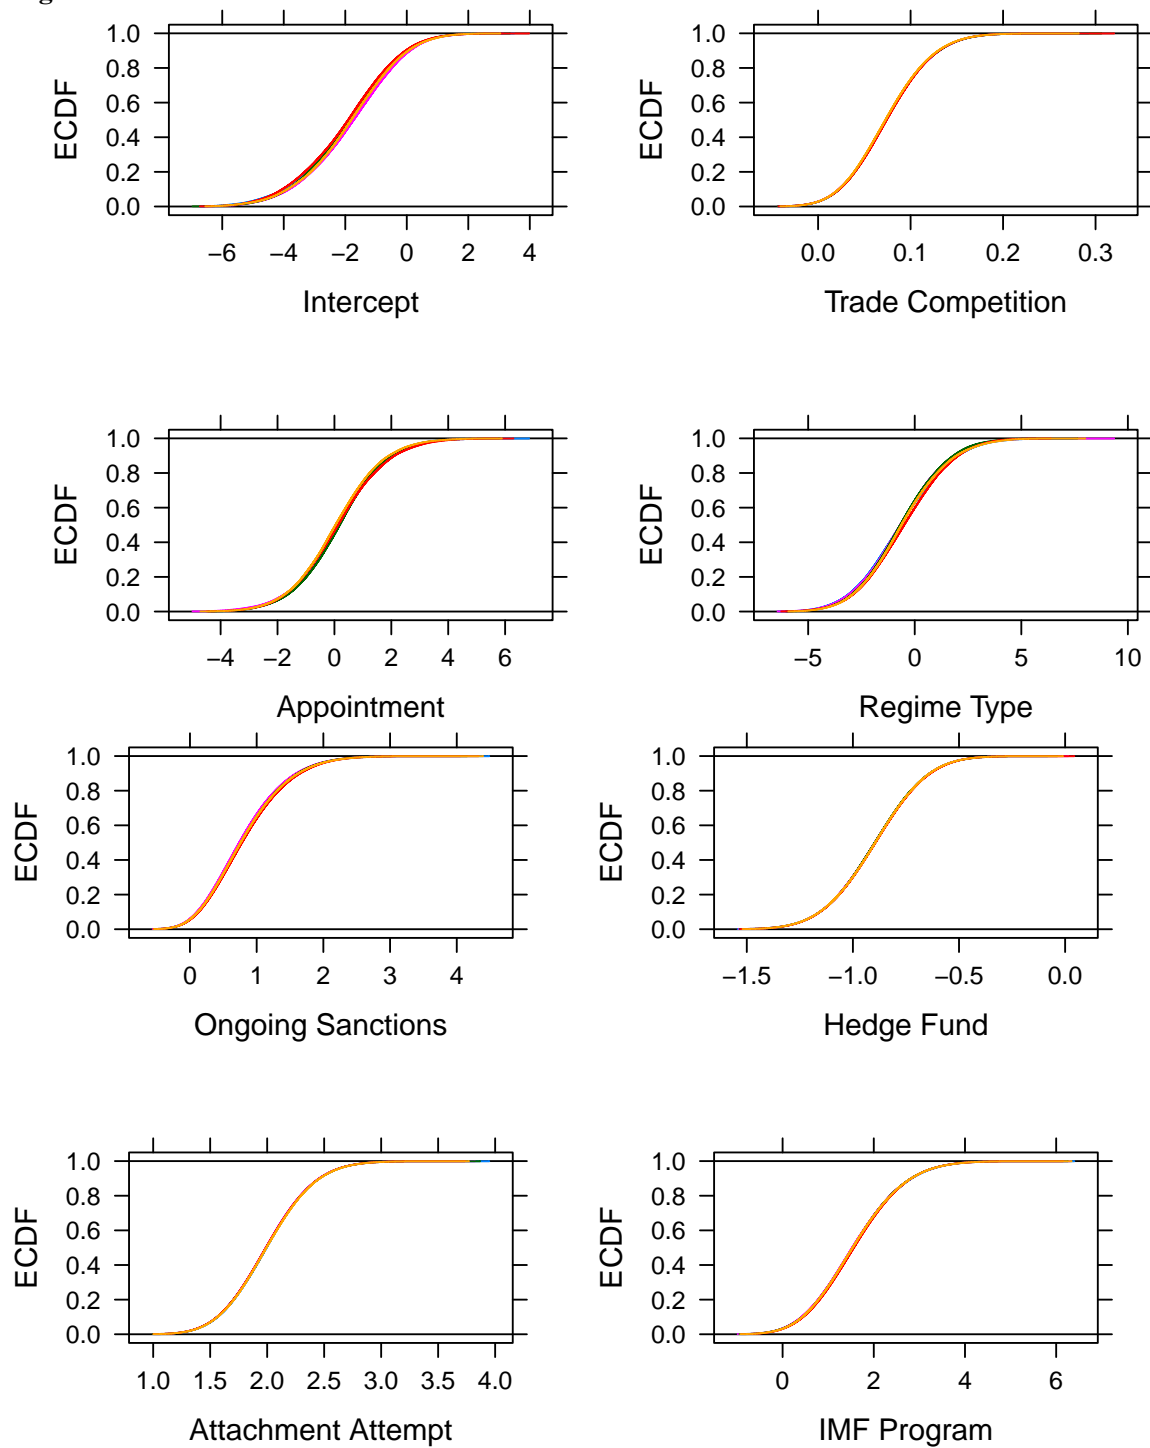 ECDF
1.0
0.8
0.6
0.4
0.2
0.0
−6 −4 −2 0 2 4
Intercept
ECDF
1.0
0.8
0.6
0.4
0.2
0.0
0.0 0.1 0.2 0.3
Trade Competition
ECDF
1.0
0.8
0.6
0.4
0.2
0.0
−4 −2 0 2 4 6
Appointment
ECDF
1.0
0.8
0.6
0.4
0.2
0.0
−5 0 5 10
Regime Type
ECDF
1.0
0.8
0.6
0.4
0.2
0.0
0 1 2 3 4
Ongoing Sanctions
ECDF
1.0
0.8
0.6
0.4
0.2
0.0
−1.5 −1.0 −0.5 0.0
Hedge Fund
ECDF
1.0
0.8
0.6
0.4
0.2
0.0
1.0 1.5 2.0 2.5 3.0 3.5 4.0
Attachment Attempt
ECDF
1.0
0.8
0.6
0.4
0.2
0.0
0 2 4 6
IMF Program